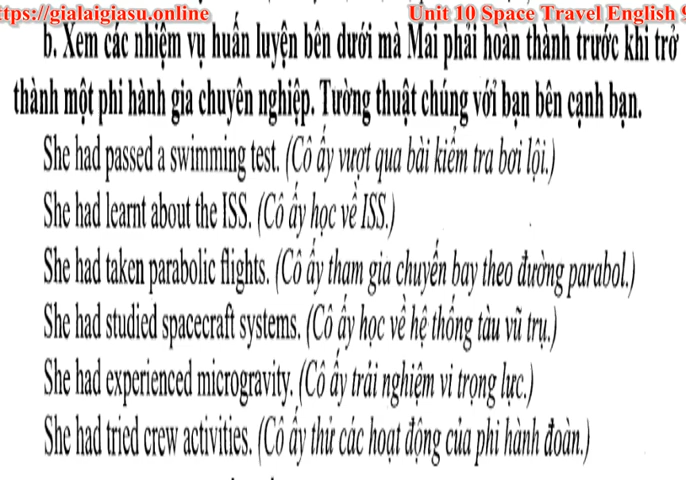 ttps://gialaigiasu.online Unit 10 Space Travel English 9
b. Xem các nhiệm vụ huấn luyện bên dưới mà Mai phải hoàn thành trước khi trở
thành một phi hành gia chuyên nghiệp. Tường thuật chúng với bạn bên cạnh bạn.
She had passed a swimming test. (Cô ấy vượt qua bài kiểm tra bơi lội.)
She had learnt about the ISS. (Cô ấy học về ISS.)
She had taken parabolic flights. (Cô ấy tham gia chuyến bay theo đường parabol.)
She had studied spacecraft systems. (Cô ấy học về hệ thống tàu vũ trụ.)
She had experienced microgravity. (Cô ấy trải nghiệm vi trọng lực.)
She had tried crew activities. (Cô ấy thử các hoạt động của phi hành đoàn.)